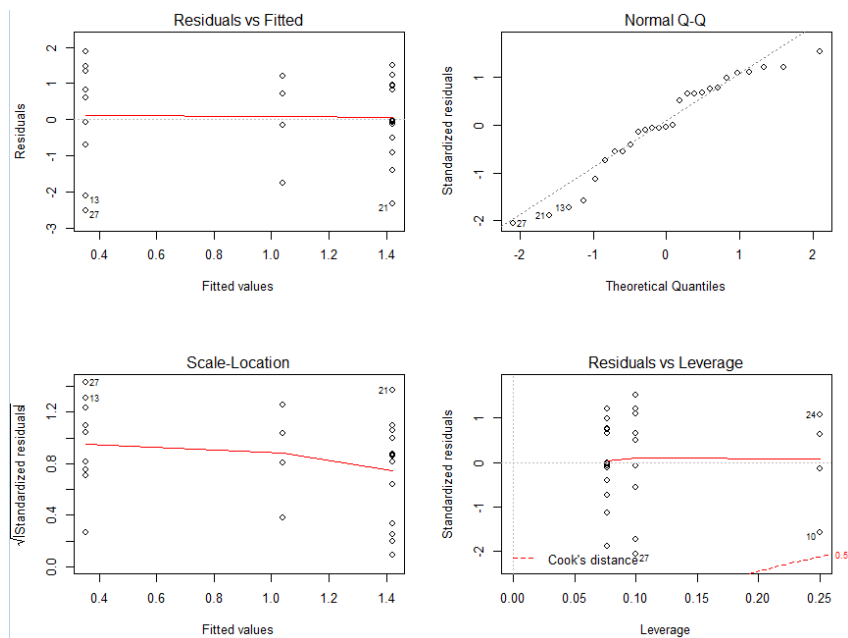 Residuals vs Fitted
Residuals
2
1
0
-1
-2
-3
13
27
21
0.4 0.6 0.8 1.0 1.2 1.4
Fitted values
Normal Q-Q
Standardized residuals
1
0
-1
-2
27
21
13
-2 -1 0 1 2
Theoretical Quantiles
Scale-Location
√|Standardized residuals|
1.2
0.8
0.4
0.0
27
13
21
0.4 0.6 0.8 1.0 1.2 1.4
Fitted values
Residuals vs Leverage
Standardized residuals
1
0
-1
-2
24
10
27
Cook's distance
0.5
0.00 0.05 0.10 0.15 0.20 0.25
Leverage